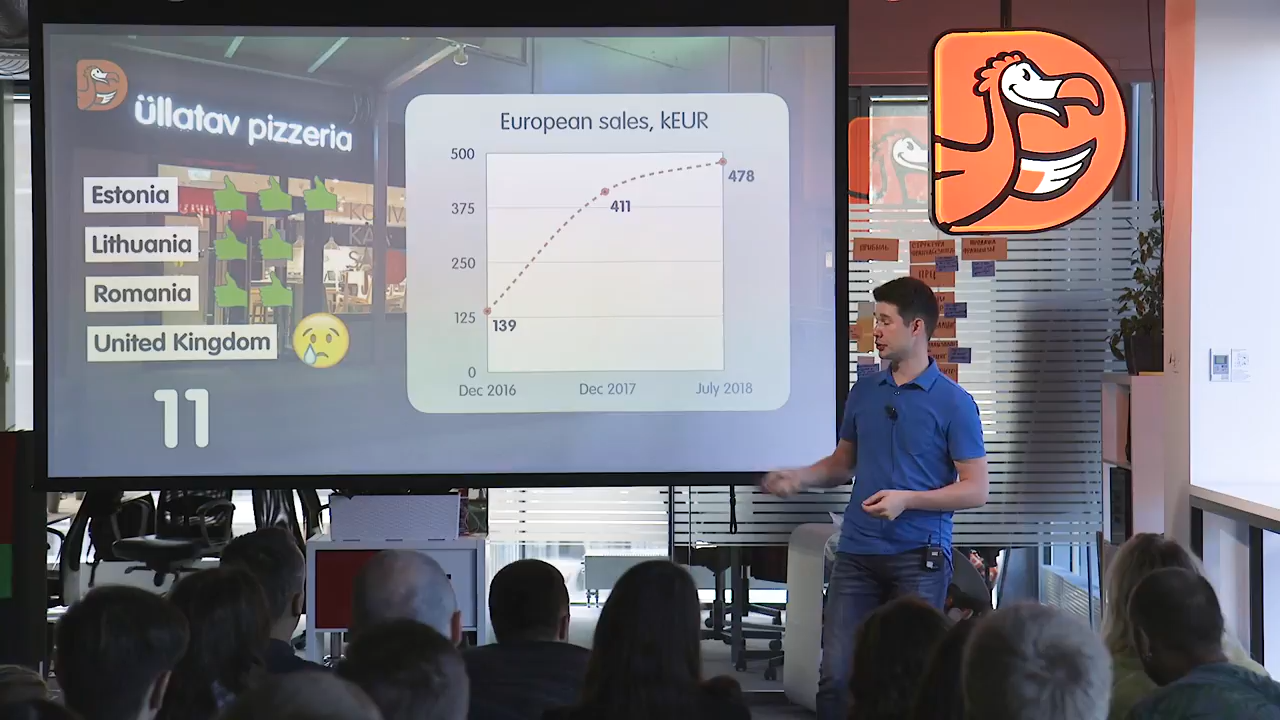 Üllatav pizzeria
Estonia
Lithuania
Romania
United Kingdom
11
European sales, kEUR
500
375
250
125
0
139
411
478
Dec 2016
Dec 2017
July 2018
ПРИБЫЛЬ